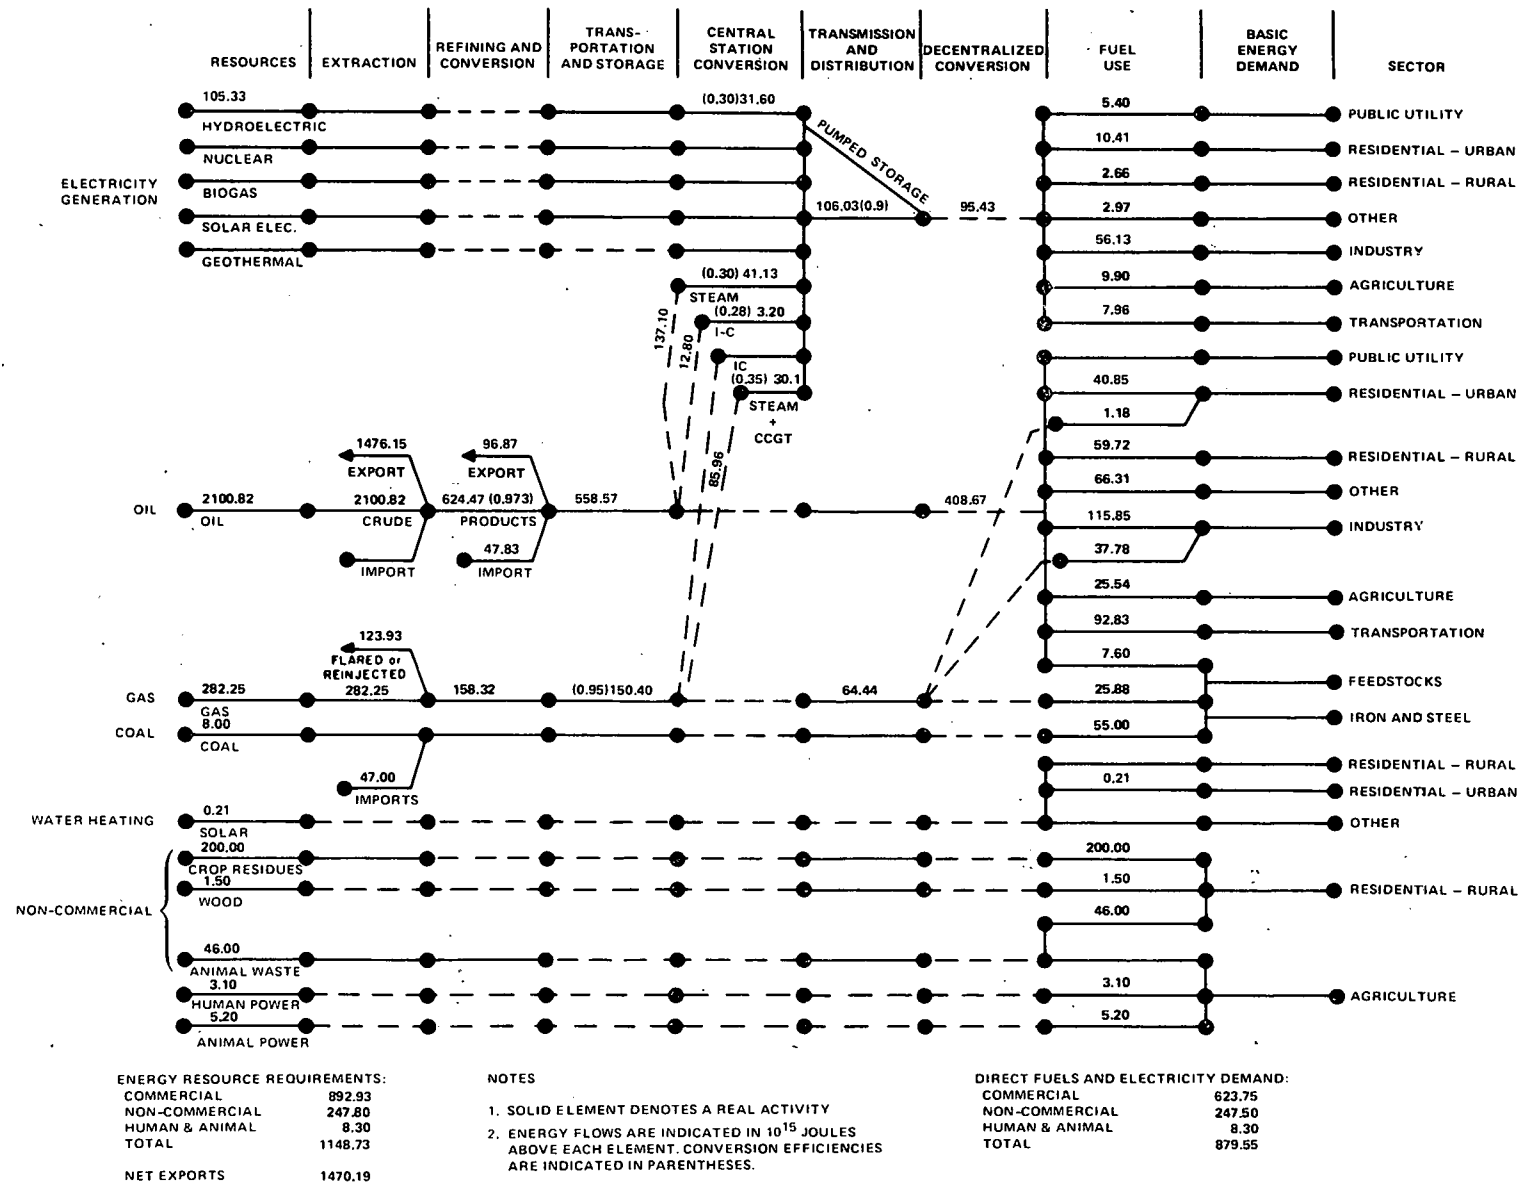 RESOURCES
EXTRACTION
REFINING AND
CONVERSION
TRANS-
PORTATION
AND STORAGE
CENTRAL
STATION
CONVERSION
TRANSMISSION
AND
DISTRIBUTION
DECENTRALIZED
CONVERSION
FUEL
USE
BASIC
ENERGY
DEMAND
SECTOR
ELECTRICITY
GENERATION
105.33
HYDROELECTRIC
(0.30)31.60
NUCLEAR
BIOGAS
SOLAR ELEC.
GEOTHERMAL
PUMPED STORAGE
106.03(0.9)
95.43
(0.30) 41.13
STEAM
(0.28) 3.20
I-C
IC
(0.35) 30.1
STEAM
+
CCGT
137.10
12.80
85.96
5.40
PUBLIC UTILITY
10.41
RESIDENTIAL – URBAN
2.66
RESIDENTIAL – RURAL
2.97
OTHER
56.13
INDUSTRY
9.90
AGRICULTURE
7.96
TRANSPORTATION
PUBLIC UTILITY
40.85
RESIDENTIAL – URBAN
1.18
59.72
RESIDENTIAL – RURAL
66.31
OTHER
115.85
INDUSTRY
37.78
25.54
AGRICULTURE
92.83
TRANSPORTATION
7.60
FEEDSTOCKS
25.88
IRON AND STEEL
55.00
OIL
2100.82
OIL
1476.15
EXPORT
2100.82
CRUDE
IMPORT
96.87
EXPORT
624.47 (0.973)
PRODUCTS
47.83
IMPORT
558.57
408.67
GAS
282.25
GAS
123.93
FLARED or
REINJECTED
282.25
158.32
(0.95)150.40
64.44
COAL
8.00
COAL
47.00
IMPORTS
RESIDENTIAL – RURAL
0.21
RESIDENTIAL – URBAN
OTHER
WATER HEATING
0.21
SOLAR
NON-COMMERCIAL
200.00
CROP RESIDUES
200.00
1.50
WOOD
1.50
RESIDENTIAL – RURAL
46.00
46.00
ANIMAL WASTE
3.10
HUMAN POWER
3.10
AGRICULTURE
5.20
ANIMAL POWER
5.20
ENERGY RESOURCE REQUIREMENTS:
COMMERCIAL 892.93
NON-COMMERCIAL 247.80
HUMAN & ANIMAL 8.30
TOTAL 1148.73
NET EXPORTS 1470.19
NOTES
1. SOLID ELEMENT DENOTES A REAL ACTIVITY
2. ENERGY FLOWS ARE INDICATED IN 10¹⁵ JOULES
ABOVE EACH ELEMENT. CONVERSION EFFICIENCIES
ARE INDICATED IN PARENTHESES.
DIRECT FUELS AND ELECTRICITY DEMAND:
COMMERCIAL 623.75
NON-COMMERCIAL 247.50
HUMAN & ANIMAL 8.30
TOTAL 879.55